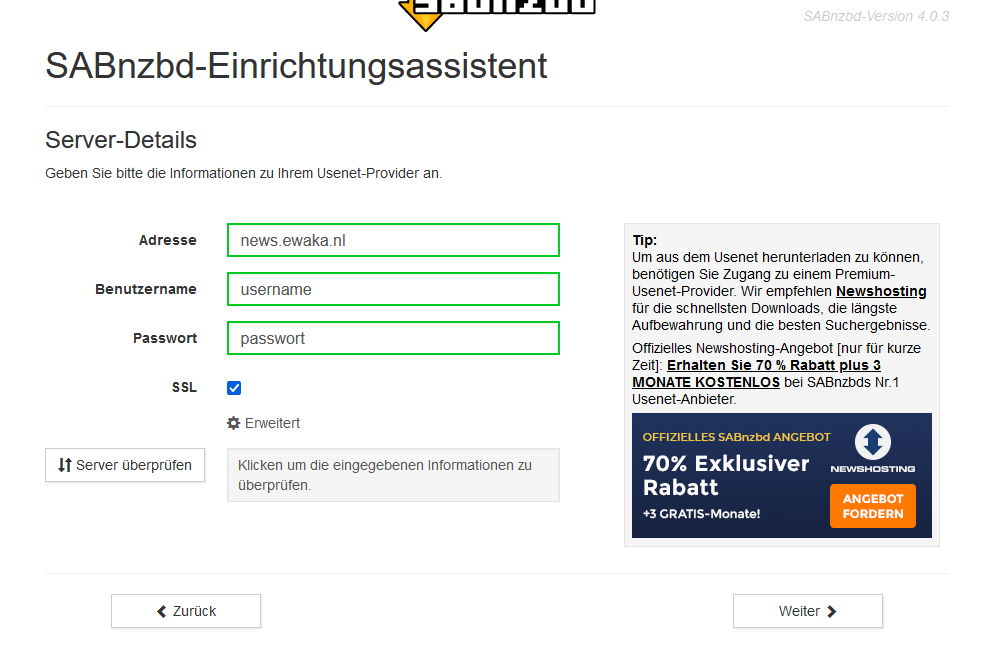 SABnzbd
SABnzbd-Version 4.0.3
SABnzbd-Einrichtungsassistent
Server-Details
Geben Sie bitte die Informationen zu Ihrem Usenet-Provider an.
Adresse
news.ewaka.nl
Benutzername
username
Passwort
passwort
SSL
Erweitert
Server überprüfen
Klicken um die eingegebenen Informationen zu
überprüfen.
Tip:
Um aus dem Usenet herunterladen zu können,
benötigen Sie Zugang zu einem Premium-
Usenet-Provider. Wir empfehlen Newshosting
für die schnellsten Downloads, die längste
Aufbewahrung und die besten Suchergebnisse.
Offizielles Newshosting-Angebot [nur für kurze
Zeit]: Erhalten Sie 70 % Rabatt plus 3
MONATE KOSTENLOS bei SABnzbds Nr.1
Usenet-Anbieter.
OFFIZIELLES SABnzbd ANGEBOT
70% Exklusiver
Rabatt
+3 GRATIS-Monate!
NEWSHOSTING
ANGEBOT
FORDERN
Zurück
Weiter